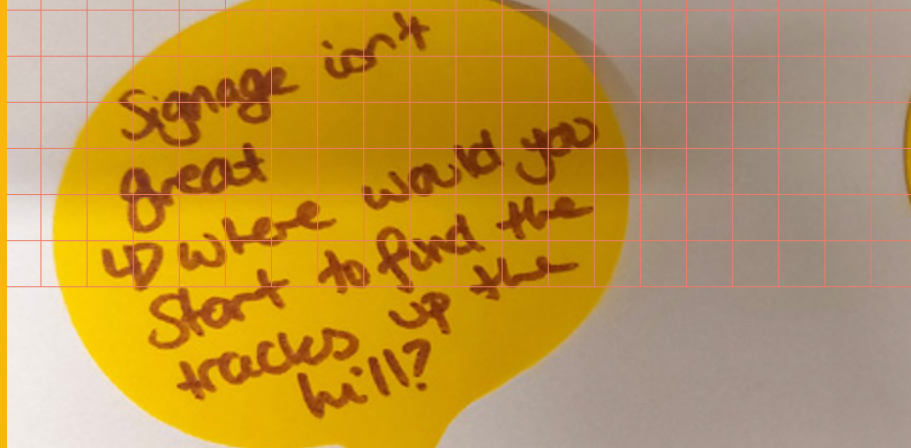 Signage isn't
great
↳ where would you
start to find the
tracks up the
hill?